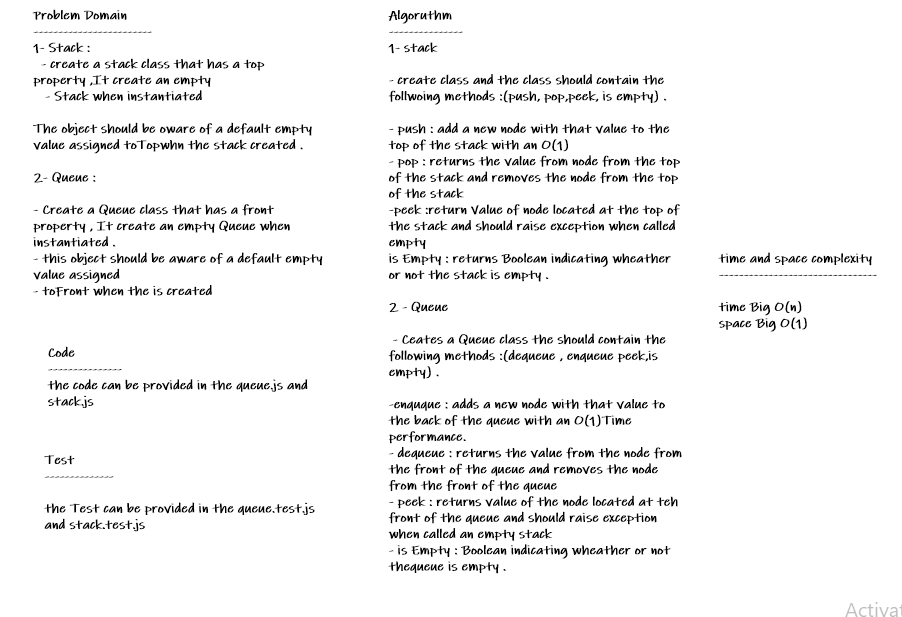 Problem Domain
------------------------
1- Stack :
- create a stack class that has a top
property ,It create an empty
- Stack when instantiated
The object should be oware of a default empty
value assigned toTopwhn the stack created .
2- Queue :
- Create a Queue class that has a front
property , It create an empty Queue when
instantiated .
- this object should be aware of a default empty
value assigned
- toFront when the is created
Code
---------------
the code can be provided in the queue.js and
stack.js
Test
--------------
the Test can be provided in the queue.test.js
and stack.test.js
Algoruthm
---------------
1- stack
- create class and the class should contain the
follwoing methods :(push, pop,peek, is empty) .
- push : add a new node with that value to the
top of the stack with an O(1)
- pop : returns the value from node from the top
of the stack and removes the node from the top
of the stack
-peek :return Value of node located at the top of
the stack and should raise exception when called
empty
is Empty : returns Boolean indicating wheather
or not the stack is empty .
2 - Queue
- Ceates a Queue class the should contain the
following methods :(dequeue , enqueue peek,is
empty) .
-enquque : adds a new node with that value to
the back of the queue with an O(1)Time
performance.
- dequeue : returns the value from the node from
the front of the queue and removes the node
from the front of the queue
- peek : returns value of the node located at teh
front of the queue and should raise exception
when called an empty stack
- is Empty : Boolean indicating wheather or not
thequeue is empty .
time and space complexity
--------------------------------
time Big O(n)
space Big O(1)
Activat